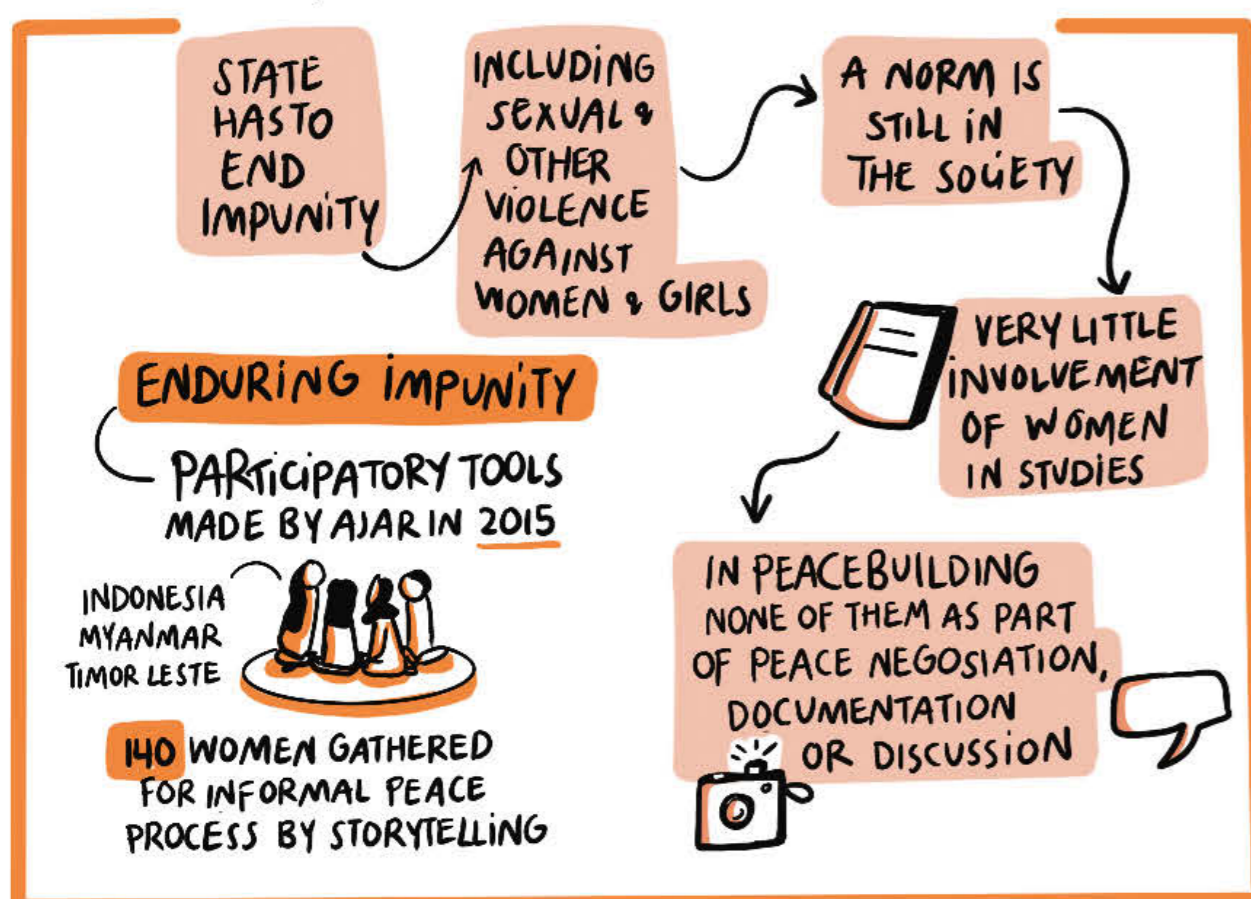 STATE
HAS TO
END
IMPUNITY
INCLUDING
SEXUAL &
OTHER
VIOLENCE
AGAINST
WOMEN & GIRLS
A NORM IS
STILL IN
THE SOCIETY
VERY LITTLE
INVOLVEMENT
OF WOMEN
IN STUDIES
IN PEACEBUILDING
NONE OF THEM AS PART
OF PEACE NEGOSIATION,
DOCUMENTATION
OR DISCUSSION
ENDURING IMPUNITY
PARTICIPATORY TOOLS
MADE BY AJAR IN 2015
INDONESIA
MYANMAR
TIMOR LESTE
140 WOMEN GATHERED
FOR INFORMAL PEACE
PROCESS BY STORYTELLING